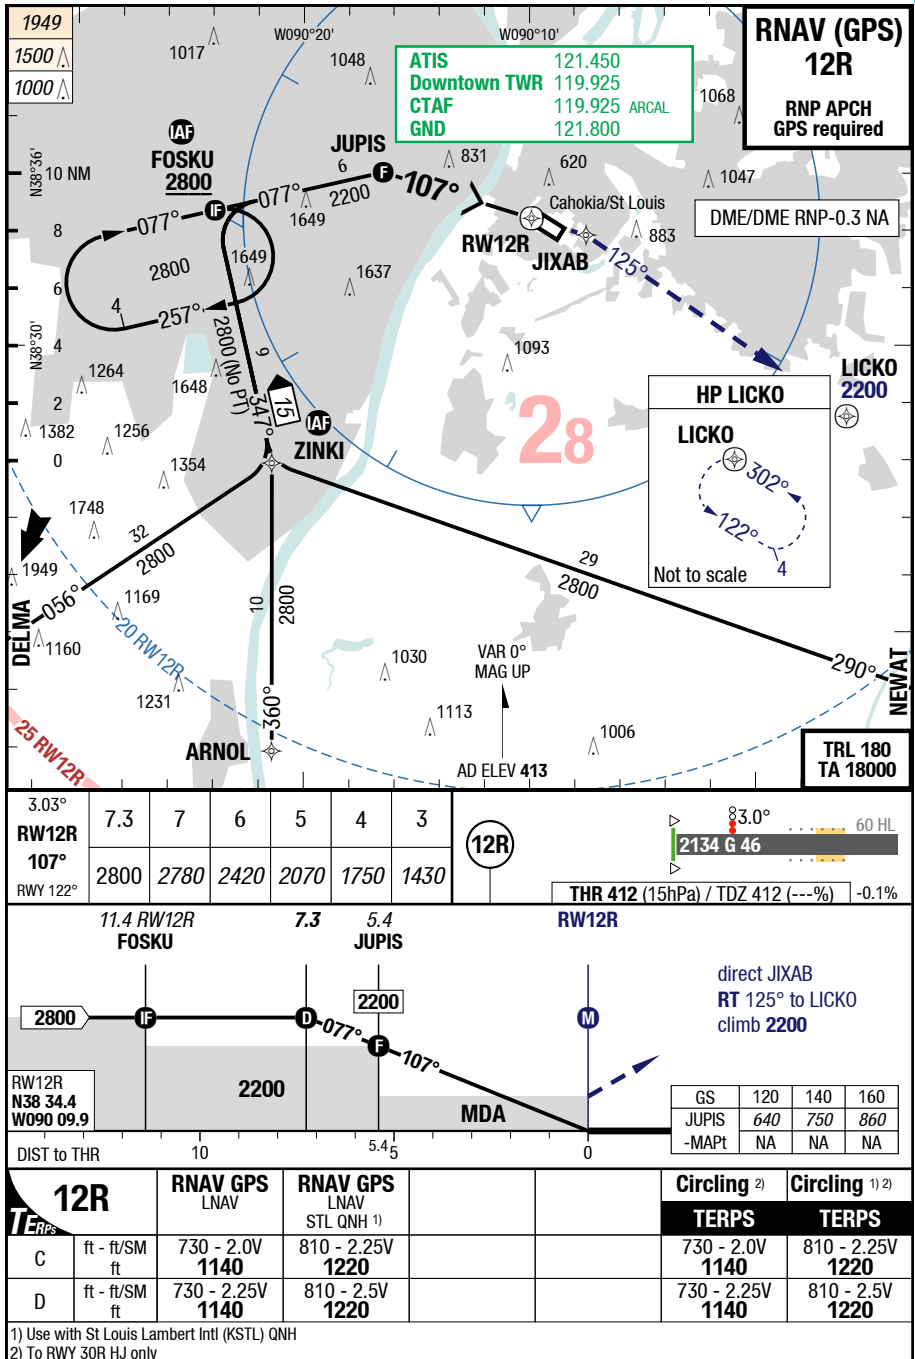 1949
1500
1000
1017
W090°20'
1048
W090°10'
ATIS 121.450
Downtown TWR 119.925
CTAF 119.925 ARCAL
GND 121.800
RNAV (GPS)
12R
RNP APCH
GPS required
1068
IAF
FOSKU
2800
JUPIS
F
831
620
1047
N38°36'
10 NM
8
6
4
2
0
N38°30'
077°
IF
077°
6
2200
1649
107°
Cahokia/St Louis
883
DME/DME RNP-0.3 NA
RW12R
JIXAB
125°
2800
1649
1637
4
257°
2800 (No PT)
9
347°
15
1264
1648
1093
LICKO
2200
IAF
ZINKI
28
HP LICKO
LICKO
302°
122°
4
Not to scale
1382
1256
1354
1748
32
2800
29
2800
1949
056°
1169
10
2800
DELMA
1160
20 RW12R
1231
1030
VAR 0°
MAG UP
290°
NEWAT
25 RW12R
360°
ARNOL
1113
1006
AD ELEV 413
TRL 180
TA 18000
3.03°
RW12R
107°
RWY 122°
7.3 7 6 5 4 3
2800 2780 2420 2070 1750 1430
12R
3.0°
60 HL
2134 G 46
THR 412 (15hPa) / TDZ 412 (---%) -0.1%
11.4 RW12R
FOSKU
7.3
5.4
JUPIS
RW12R
direct JIXAB
RT 125° to LICKO
climb 2200
2800
IF
D
077°
2200
F
107°
M
2200
MDA
RW12R
N38 34.4
W090 09.9
GS 120 140 160
JUPIS 640 750 860
-MAPt NA NA NA
DIST to THR 10 5.4 5 0
TERPs
12R
RNAV GPS
LNAV
RNAV GPS
LNAV
STL QNH 1)
Circling 2)
TERPS
Circling 1) 2)
TERPS
C ft - ft/SM 730 - 2.0V 810 - 2.25V 730 - 2.0V 810 - 2.25V
ft 1140 1220 1140 1220
D ft - ft/SM 730 - 2.25V 810 - 2.5V 730 - 2.25V 810 - 2.5V
ft 1140 1220 1140 1220
1) Use with St Louis Lambert Intl (KSTL) QNH
2) To RWY 30R HJ only